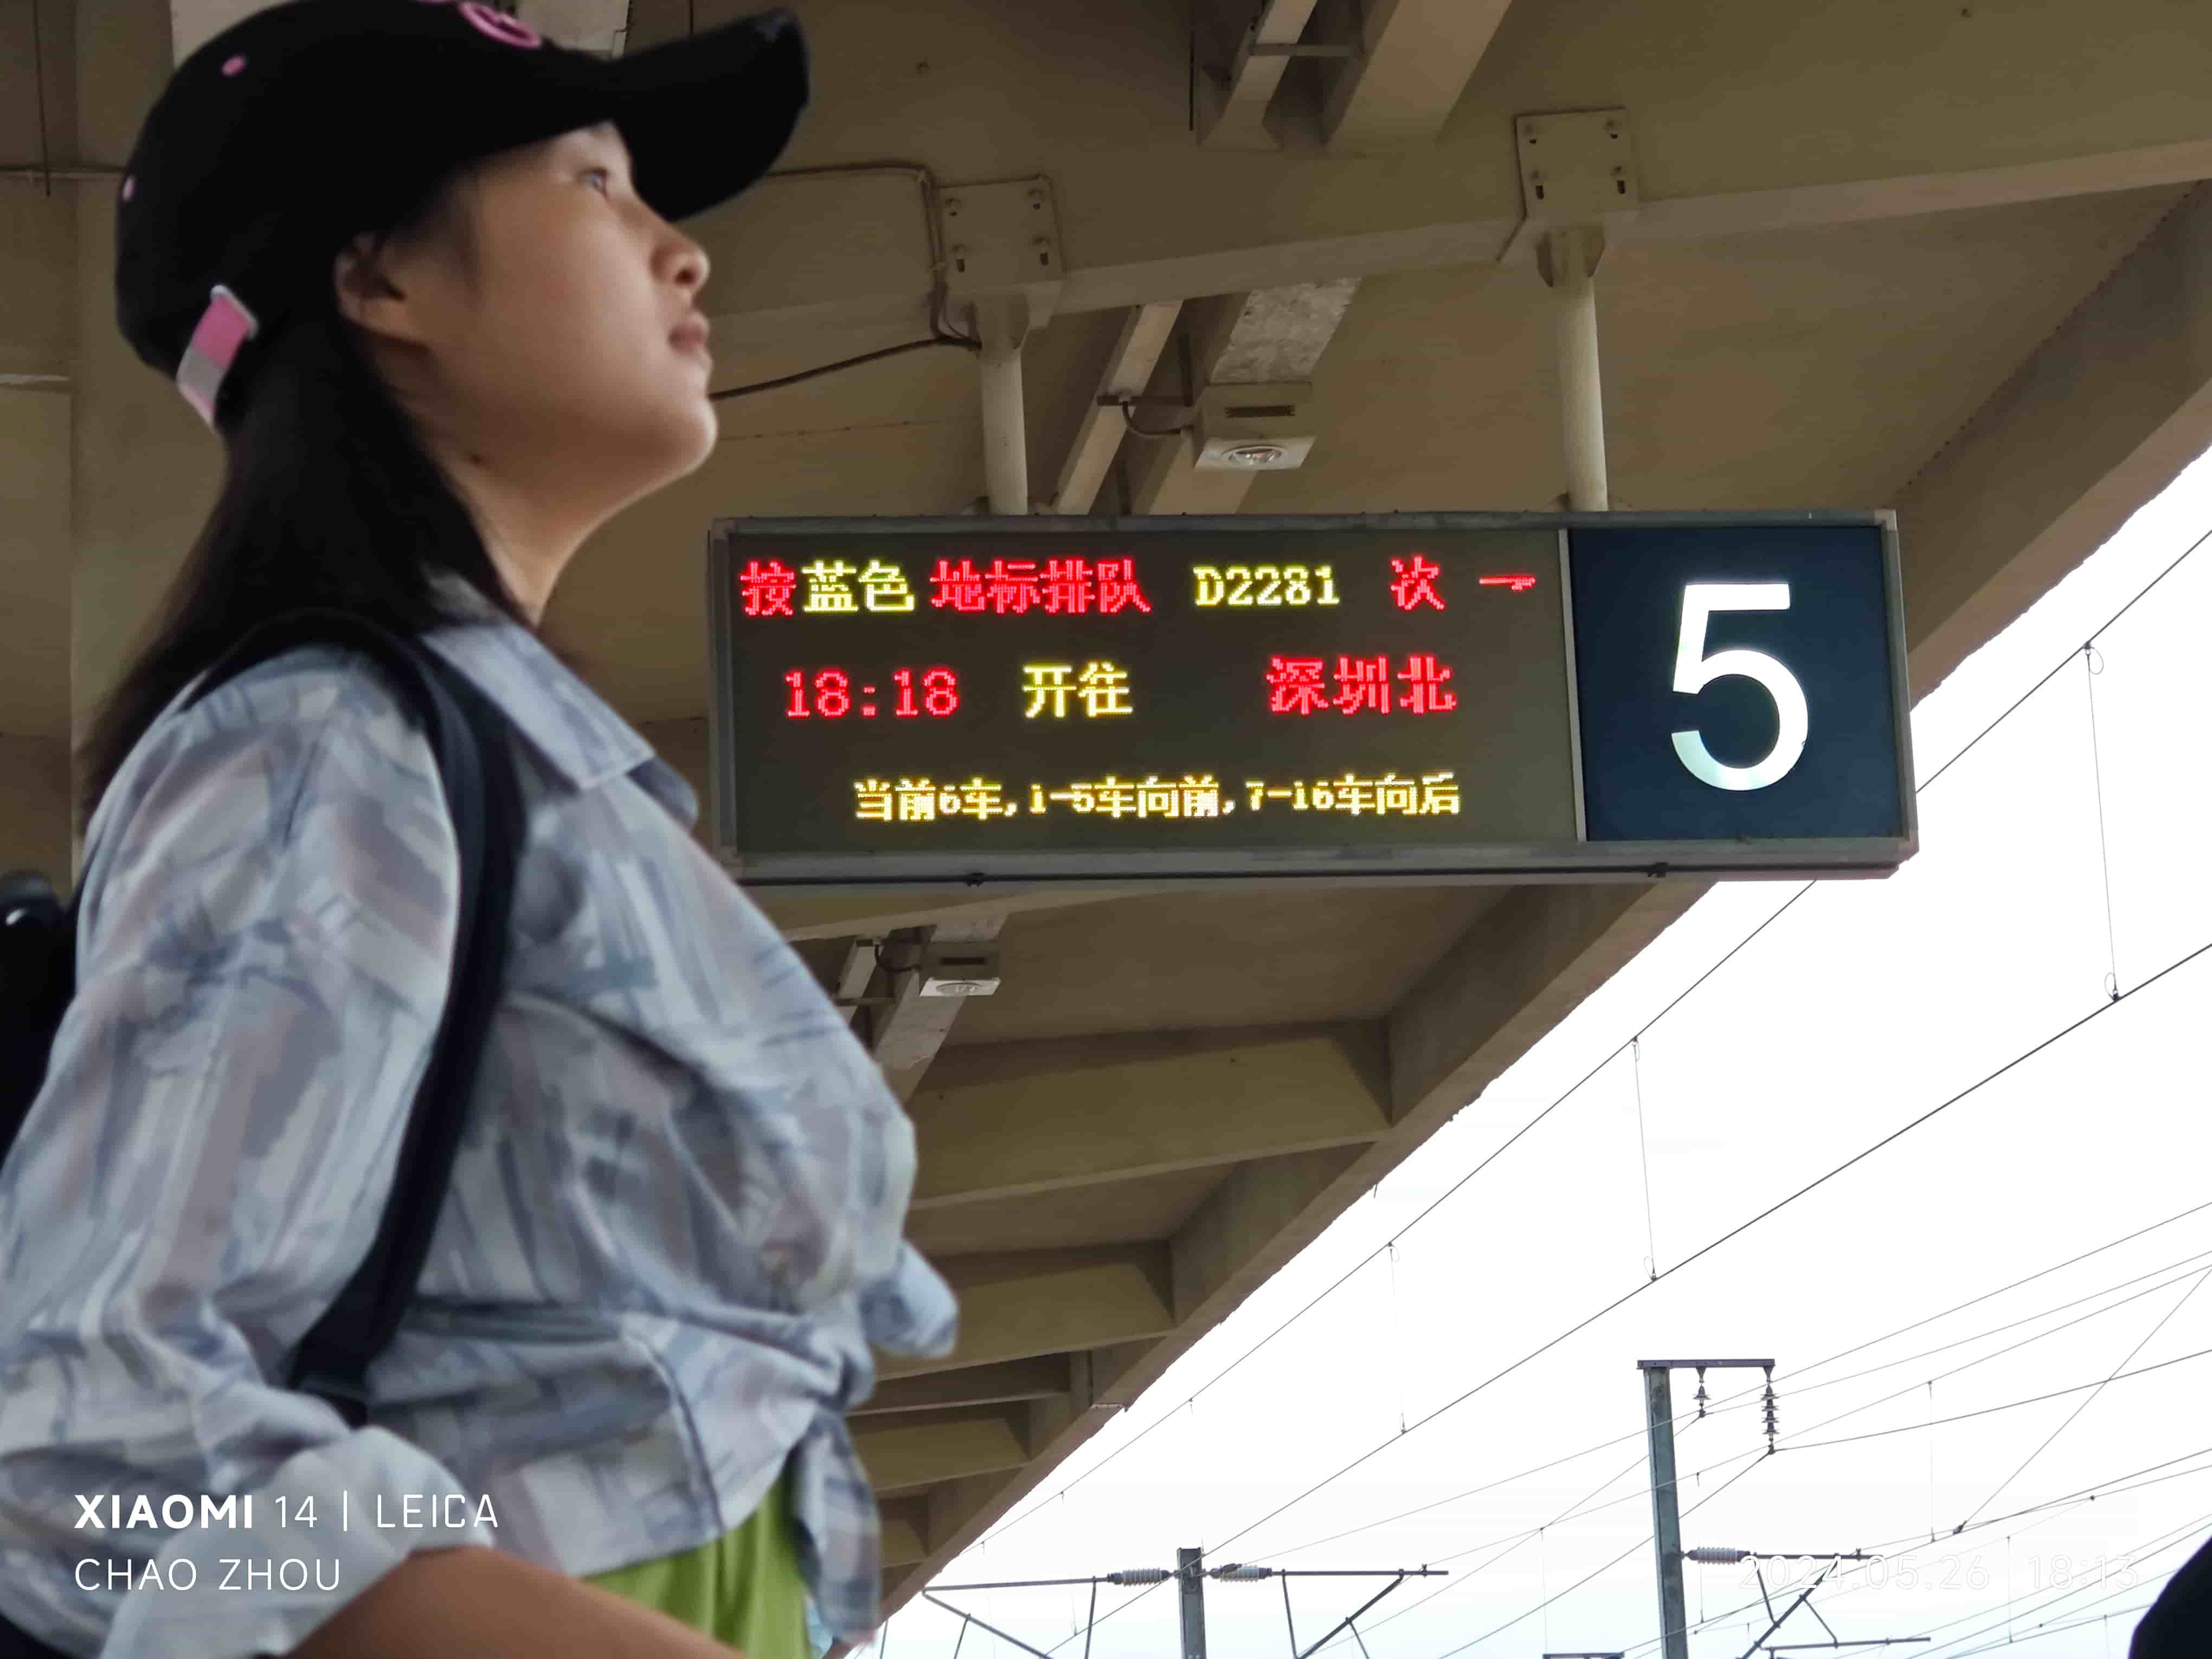 按蓝色地标排队 D2281 次
5
18:18 开往 深圳北
当前6车,1-5车向前,7-16车向后
XIAOMI 14 | LEICA
CHAO ZHOU
2024.05.26 18:13